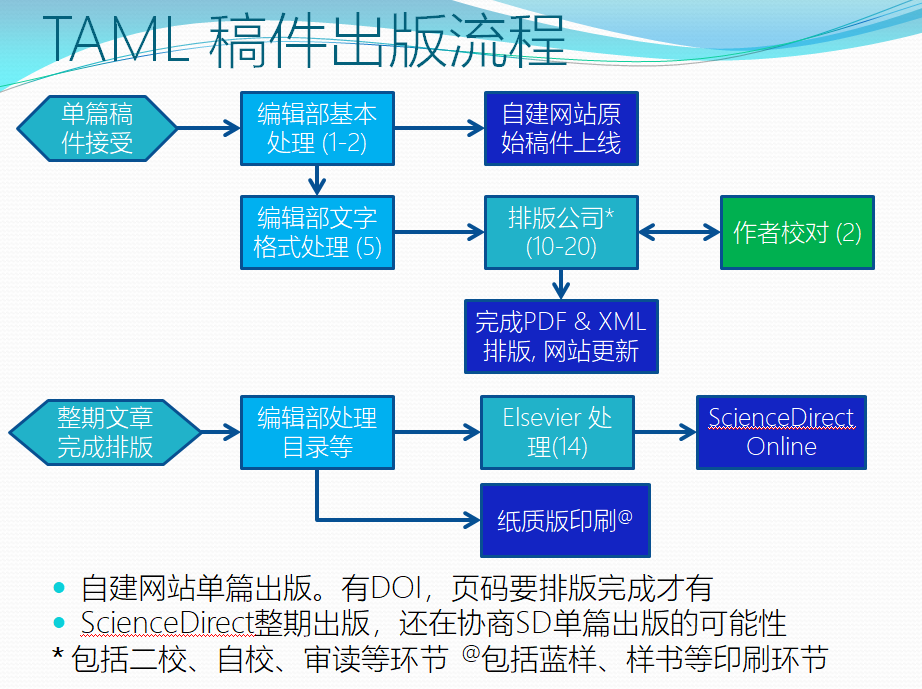 TAML 稿件出版流程
单篇稿
件接受
编辑部基本
处理 (1-2)
自建网站原
始稿件上线
编辑部文字
格式处理 (5)
排版公司*
(10-20)
作者校对 (2)
完成PDF & XML
排版, 网站更新
整期文章
完成排版
编辑部处理
目录等
Elsevier 处
理(14)
ScienceDirect
Online
纸质版印刷@
• 自建网站单篇出版。有DOI，页码要排版完成才有
• ScienceDirect整期出版，还在协商SD单篇出版的可能性
* 包括二校、自校、审读等环节 @包括蓝样、样书等印刷环节